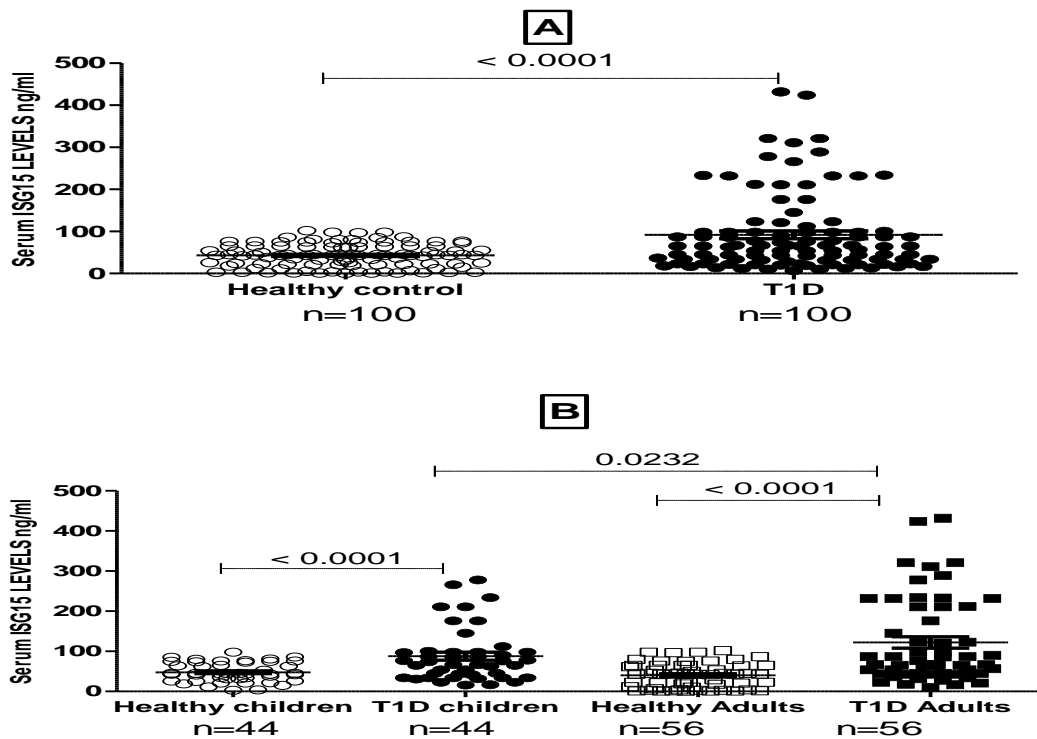 A
< 0.0001
500
400
300
200
100
0
Serum ISG15 LEVELS ng/ml
Healthy control T1D
n=100 n=100
B
0.0232
< 0.0001
< 0.0001
500
400
300
200
100
0
Serum ISG15 LEVELS ng/ml
Healthy children T1D children Healthy Adults T1D Adults
n=44 n=44 n=56 n=56